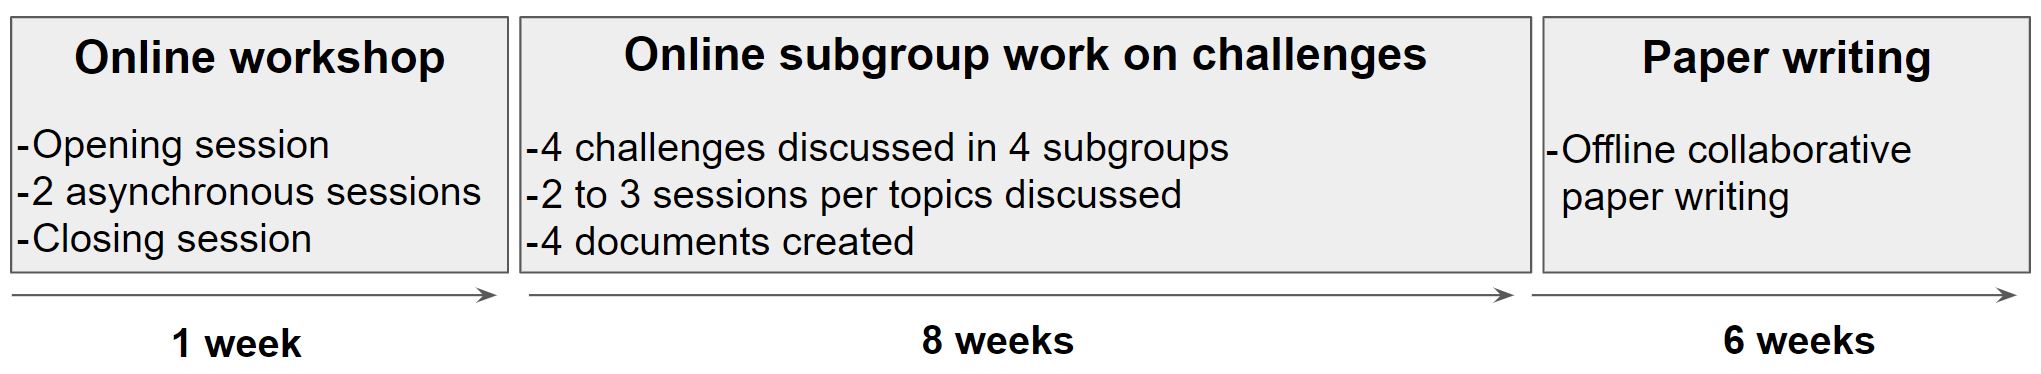 Online workshop
-Opening session
-2 asynchronous sessions
-Closing session
1 week
Online subgroup work on challenges
-4 challenges discussed in 4 subgroups
-2 to 3 sessions per topics discussed
-4 documents created
8 weeks
Paper writing
-Offline collaborative
paper writing
6 weeks